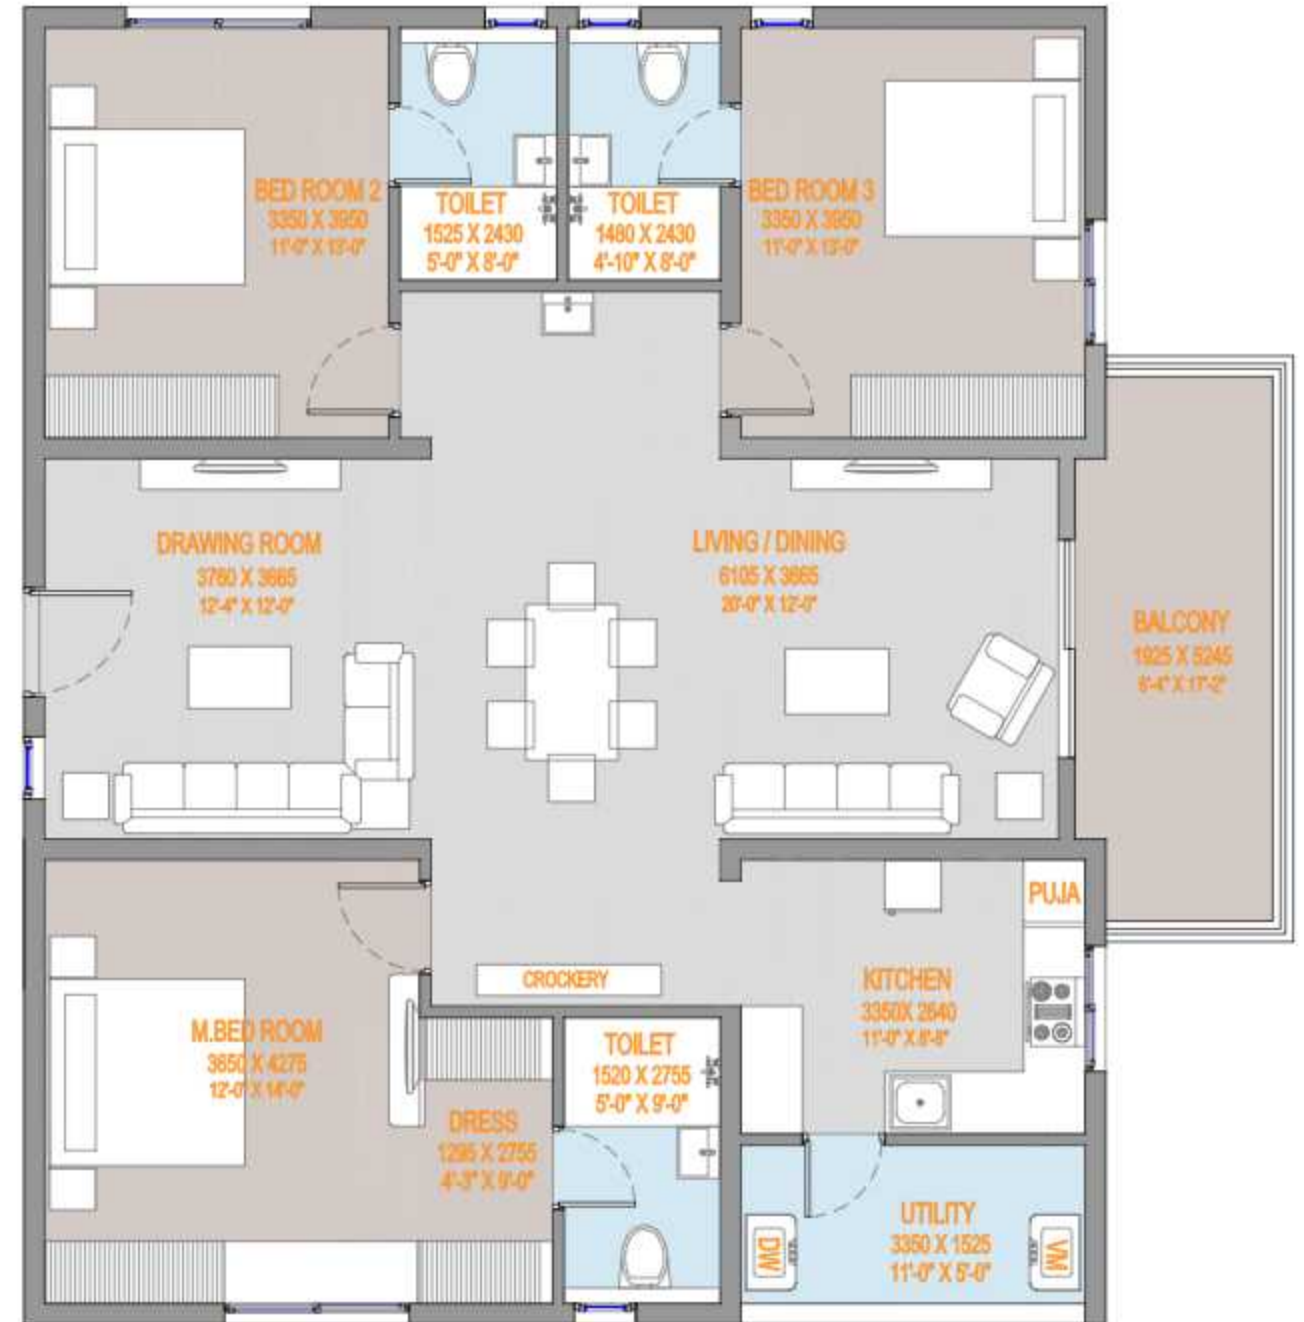 BED ROOM 2
3350 X 3950
11'-0" X 13'-0"
TOILET
1525 X 2430
5'-0" X 8'-0"
TOILET
1480 X 2430
4'-10" X 8'-0"
BED ROOM 3
3350 X 3950
11'-0" X 13'-0"
DRAWING ROOM
3760 X 3665
12'-4" X 12'-0"
LIVING / DINING
6105 X 3665
20'-0" X 12'-0"
BALCONY
1925 X 5245
6'-4" X 17'-2"
PUJA
CROCKERY
KITCHEN
3350X 2640
11'-0" X 8'-8"
M.BED ROOM
3650 X 4275
12'-0" X 14'-0"
TOILET
1520 X 2755
5'-0" X 9'-0"
DRESS
1295 X 2755
4'-3" X 9'-0"
UTILITY
3350 X 1525
11'-0" X 5'-0"
DW
WM